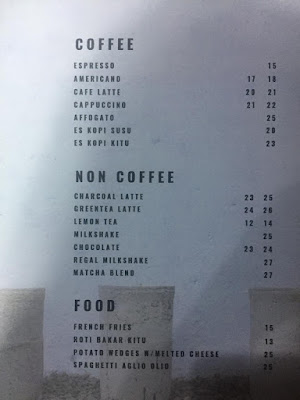 COFFEE
ESPRESSO 15
AMERICANO 17 18
CAFE LATTE 20 21
CAPPUCCINO 21 22
AFFOGATO 25
ES KOPI SUSU 20
ES KOPI KITU 23
NON COFFEE
CHARCOAL LATTE 23 25
GREENTEA LATTE 24 26
LEMON TEA 12 14
MILKSHAKE 25
CHOCOLATE 23 24
REGAL MILKSHAKE 27
MATCHA BLEND 27
FOOD
FRENCH FRIES 15
ROTI BAKAR KITU 13
POTATO WEDGES W/MELTED CHEESE 25
SPAGHETTI AGLIO OLIO 25